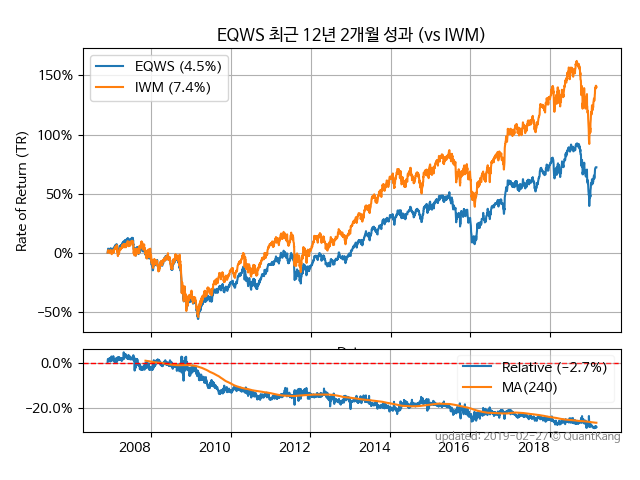 EQWS 최근 12년 2개월 성과 (vs IWM)
Rate of Return (TR)
150%
100%
50%
0%
−50%
EQWS (4.5%)
IWM (7.4%)
0.0%
−20.0%
Relative (−2.7%)
MA(240)
2008 2010 2012 2014 2016 2018
updated: 2019-02-27 © QuantKang